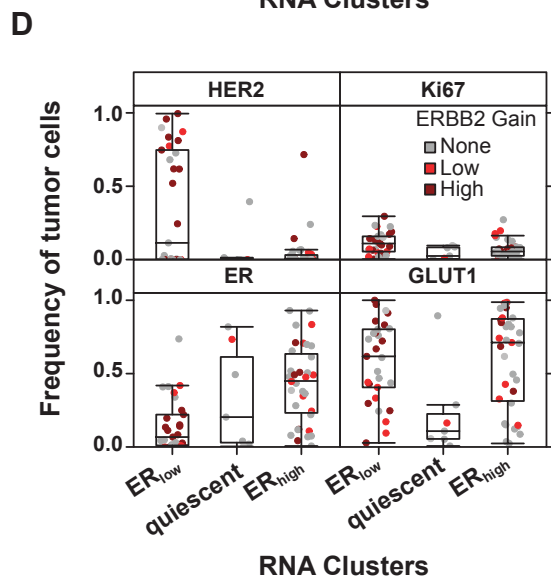 RNA Clusters
D
HER2 Ki67
ERBB2 Gain
None
Low
High
Frequency of tumor cells
1.0
0.5
0.0
ER GLUT1
1.0
0.5
0.0
ERlow quiescent ERhigh ERlow quiescent ERhigh
RNA Clusters